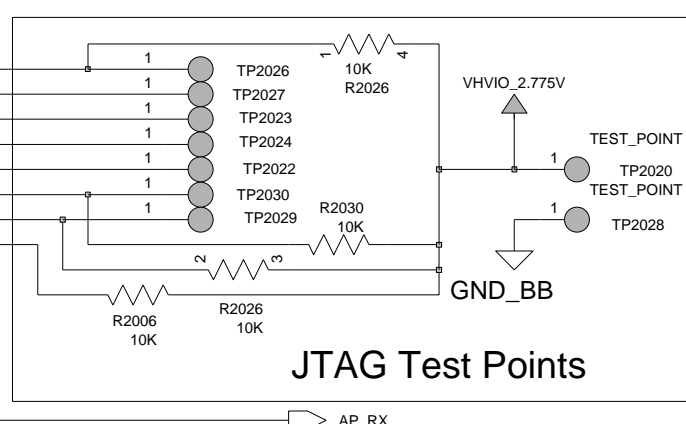 1
4
10K
R2026
1
TP2026
VHVIO_2.775V
1
TP2027
1
TP2023
1
TP2024
TEST_POINT
1
TP2022
1
TP2020
1
TP2030
TEST_POINT
1
TP2029
R2030
10K
1
TP2028
2
3
GND_BB
R2026
10K
R2006
10K
JTAG Test Points
AP_RX